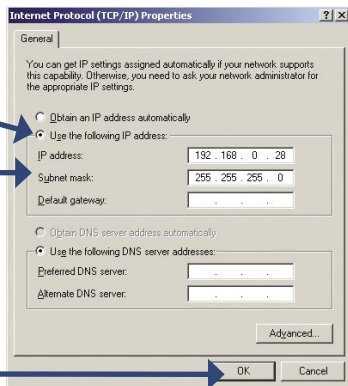 Internet Protocol (TCP/IP) Properties
General
You can get IP settings assigned automatically if your network supports
this capability. Otherwise, you need to ask your network administrator for
the appropriate IP settings.
Obtain an IP address automatically
Use the following IP address:
IP address: 192 . 168 . 0 . 28
Subnet mask: 255 . 255 . 255 . 0
Default gateway: . . .
Obtain DNS server address automatically
Use the following DNS server addresses:
Preferred DNS server: . . .
Alternate DNS server: . . .
Advanced...
OK Cancel